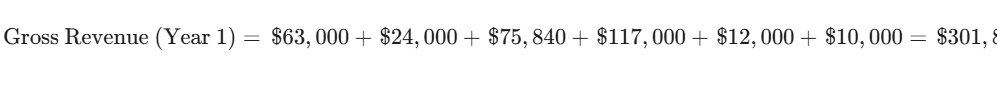 Gross Revenue (Year 1) = $63,000 + $24,000 + $75,840 + $117,000 + $12,000 + $10,000 = $301,